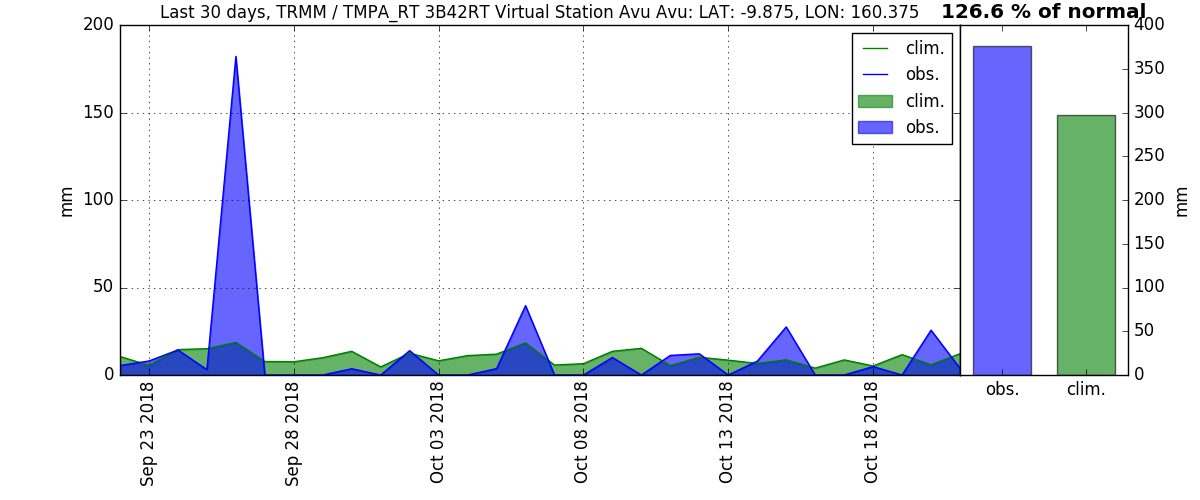 Last 30 days, TRMM / TMPA_RT 3B42RT Virtual Station Avu Avu: LAT: -9.875, LON: 160.375
126.6 % of normal
200
150
100
50
0
mm
clim.
obs.
clim.
obs.
400
350
300
250
200
150
100
50
0
mm
obs.
clim.
Sep 23 2018
Sep 28 2018
Oct 03 2018
Oct 08 2018
Oct 13 2018
Oct 18 2018